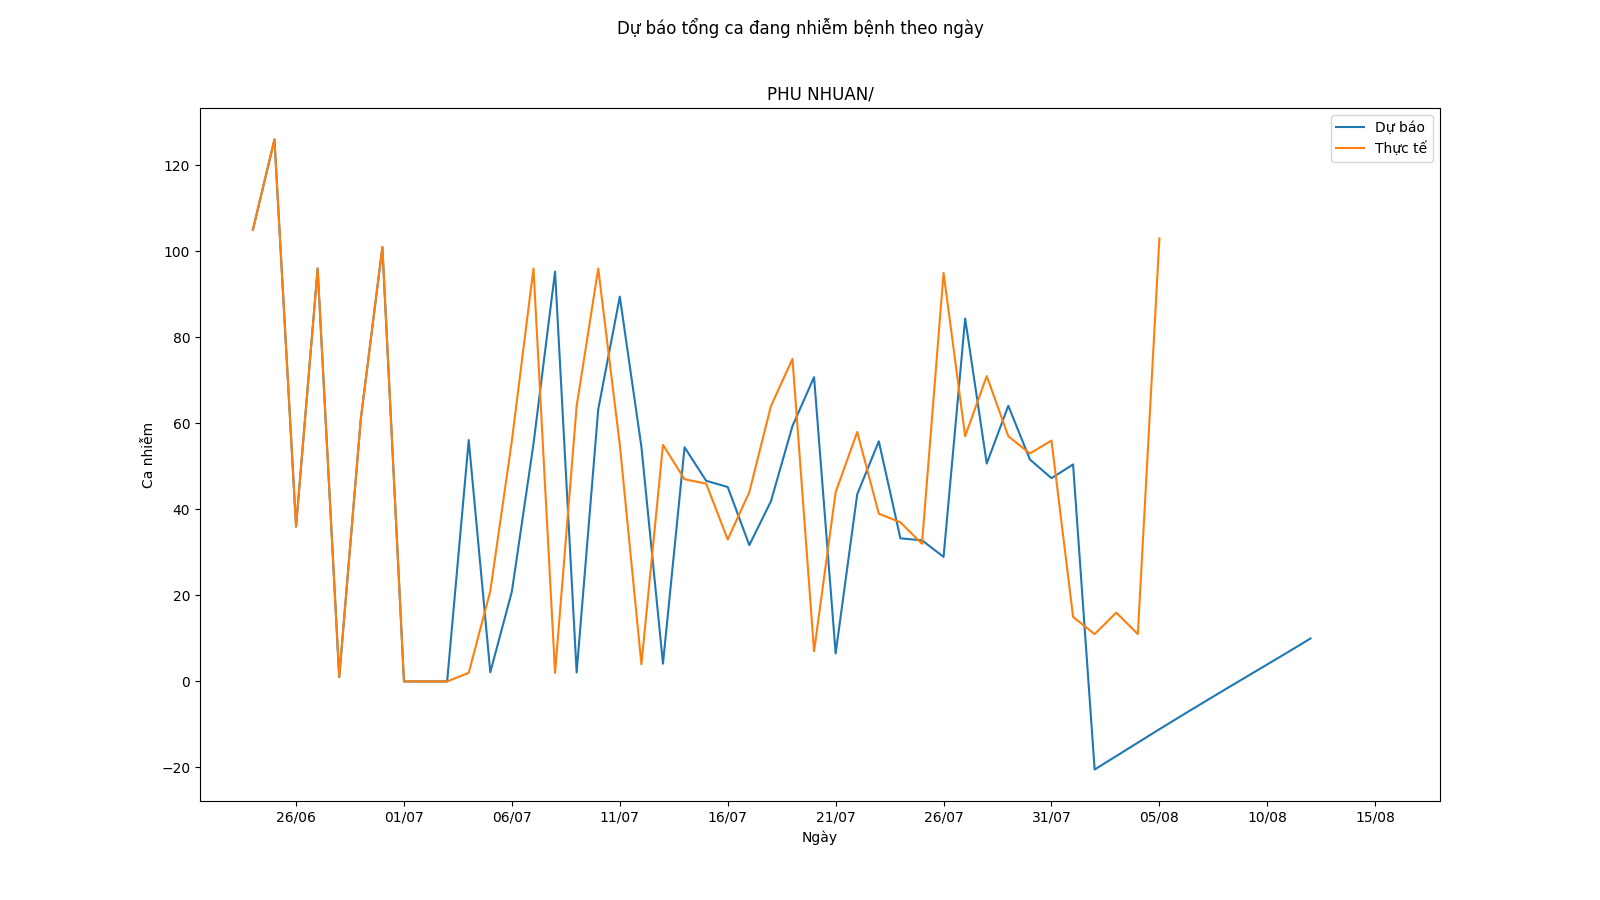 Dự báo tổng ca đang nhiễm bệnh theo ngày
PHU NHUAN/
Dự báo
Thực tế
120
100
80
60
40
20
0
−20
Ca nhiễm
26/06 01/07 06/07 11/07 16/07 21/07 26/07 31/07 05/08 10/08 15/08
Ngày